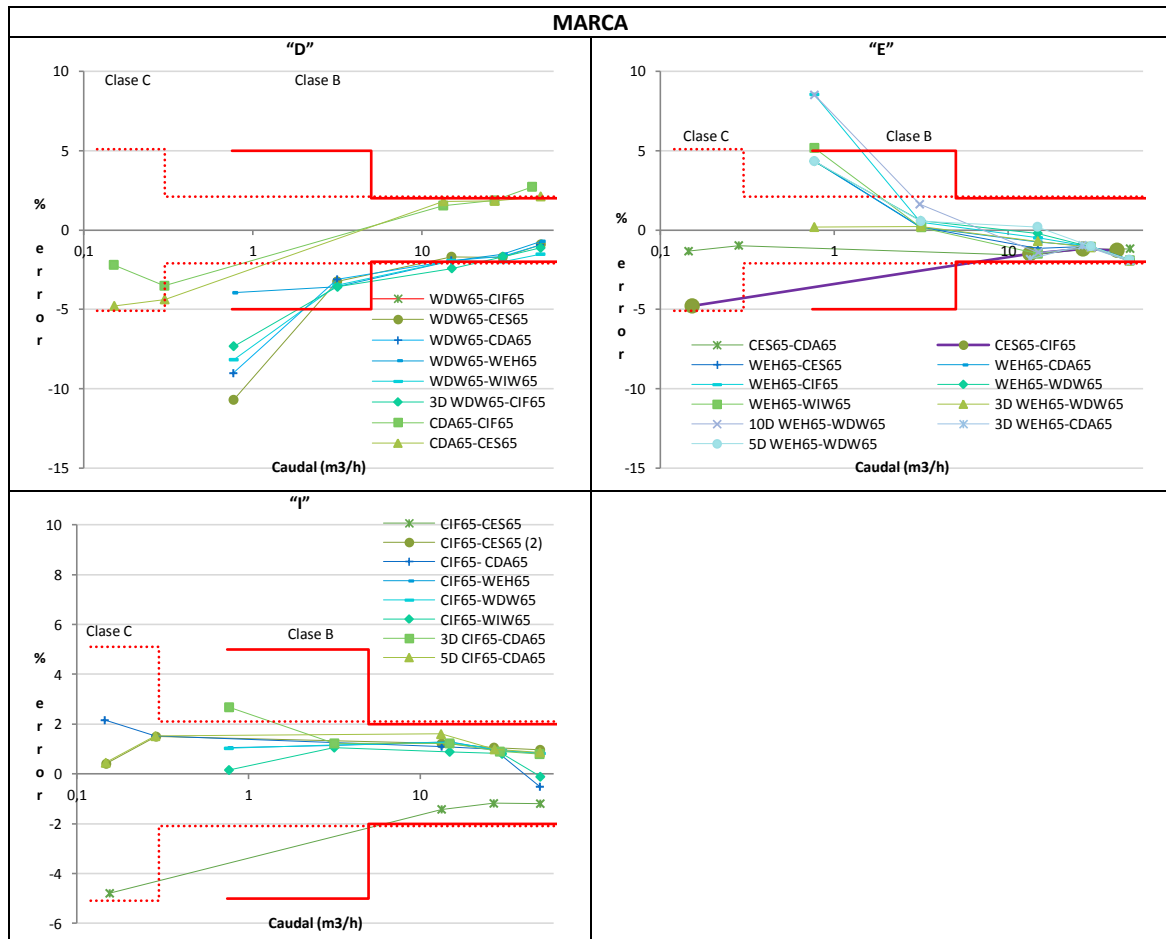 MARCA
“D”
10
5
0
-5
-10
-15
0,1
1
10
Clase C
Clase B
% error
Caudal (m3/h)
WDW65-CIF65
WDW65-CES65
WDW65-CDA65
WDW65-WEH65
WDW65-WIW65
3D WDW65-CIF65
CDA65-CIF65
CDA65-CES65
“E”
10
5
0
-5
-10
-15
0,1
1
10
Clase C
Clase B
% error
Caudal (m3/h)
CES65-CDA65
CES65-CIF65
WEH65-CES65
WEH65-CDA65
WEH65-CIF65
WEH65-WDW65
WEH65-WIW65
3D WEH65-WDW65
10D WEH65-WDW65
3D WEH65-CDA65
5D WEH65-WDW65
“I”
10
8
6
4
2
0
-2
-4
-6
0,1
1
10
Clase C
Clase B
% error
Caudal (m3/h)
CIF65-CES65
CIF65-CES65 (2)
CIF65- CDA65
CIF65-WEH65
CIF65-WDW65
CIF65-WIW65
3D CIF65-CDA65
5D CIF65-CDA65